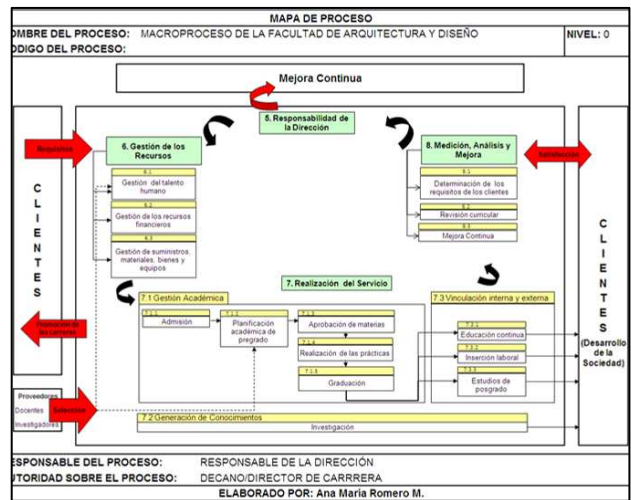 MAPA DE PROCESO
OMBRE DEL PROCESO: MACROPROCESO DE LA FACULTAD DE ARQUITECTURA Y DISEÑO
NIVEL: 0
ÓDIGO DEL PROCESO:
Mejora Continua
5. Responsabilidad de
la Dirección
Requisitos
6. Gestión de los
Recursos
8. Medición, Análisis y
Mejora
Satisfacción
6.1
Gestión del talento
humano
6.2
Gestión de los recursos
financieros
6.3
Gestión de suministros,
materiales, bienes y
equipos
8.1
Determinación de los
requisitos de los clientes
8.2
Revisión curricular
8.3
Mejora Continua
CLIENTES
CLIENTES
(Desarrollo
de la
Sociedad)
7. Realización del Servicio
7.1 Gestión Académica
7.1.1
Admisión
7.1.2
Planificación
académica de
pregrado
7.1.3
Aprobación de materias
7.1.4
Realización de las prácticas
7.1.5
Graduación
7.3 Vinculación interna y externa
7.3.1
Educación continua
7.3.2
Inserción laboral
7.3.3
Estudios de
posgrado
Promoción de
las carreras
Proveedores
Docentes
Investigadores
Selección
7.2 Generación de Conocimientos
Investigación
ESPONSABLE DEL PROCESO: RESPONSABLE DE LA DIRECCIÓN
UTORIDAD SOBRE EL PROCESO: DECANO/DIRECTOR DE CARRRERA
ELABORADO POR: Ana María Romero M.